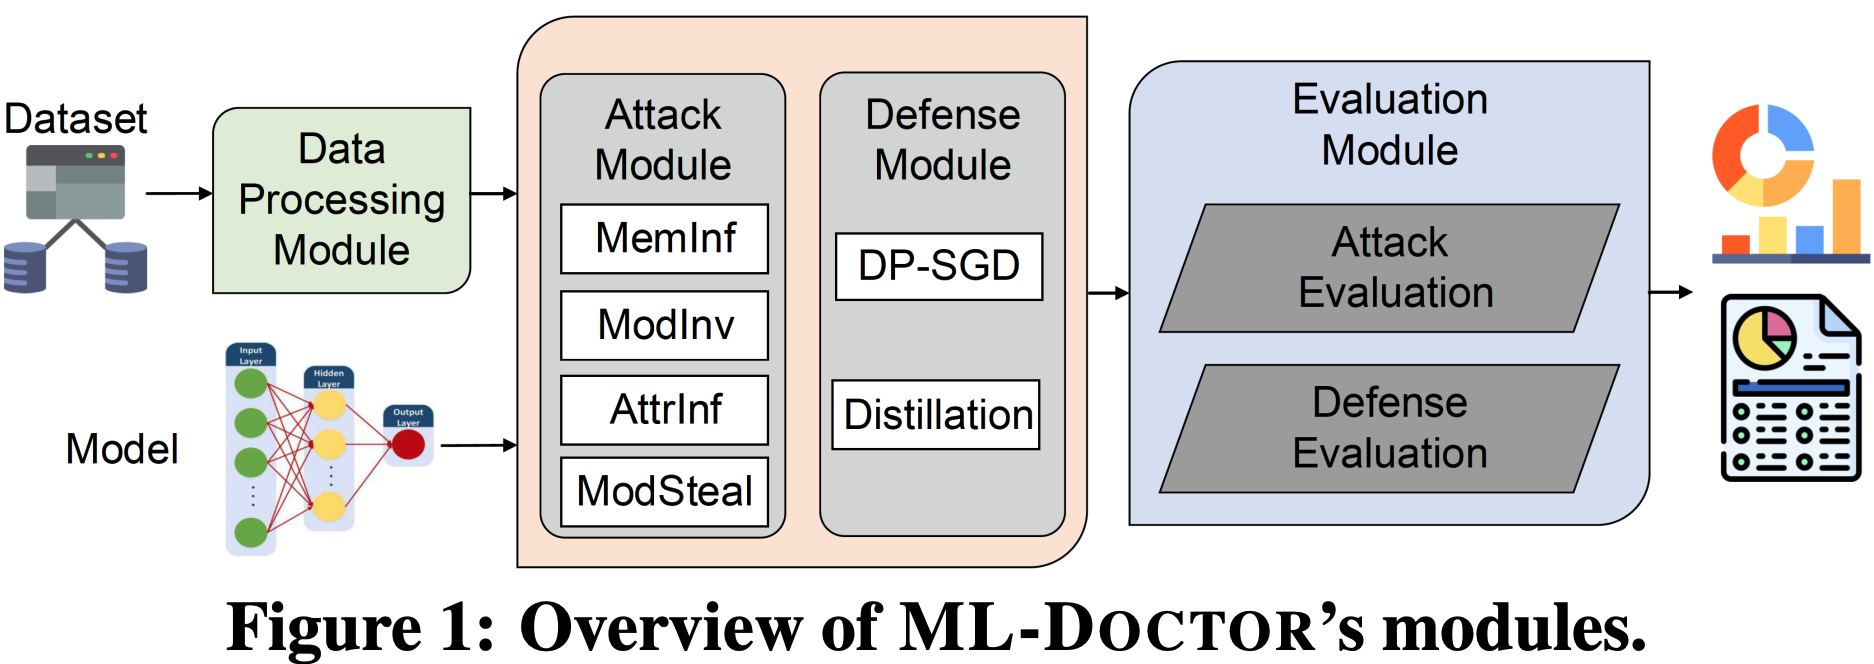 Dataset
Data
Processing
Module
Model
Input
Layer
Hidden
Layer
Output
Layer
Attack
Module
MemInf
ModInv
AttrInf
ModSteal
Defense
Module
DP-SGD
Distillation
Evaluation
Module
Attack
Evaluation
Defense
Evaluation
Figure 1: Overview of ML-DOCTOR's modules.